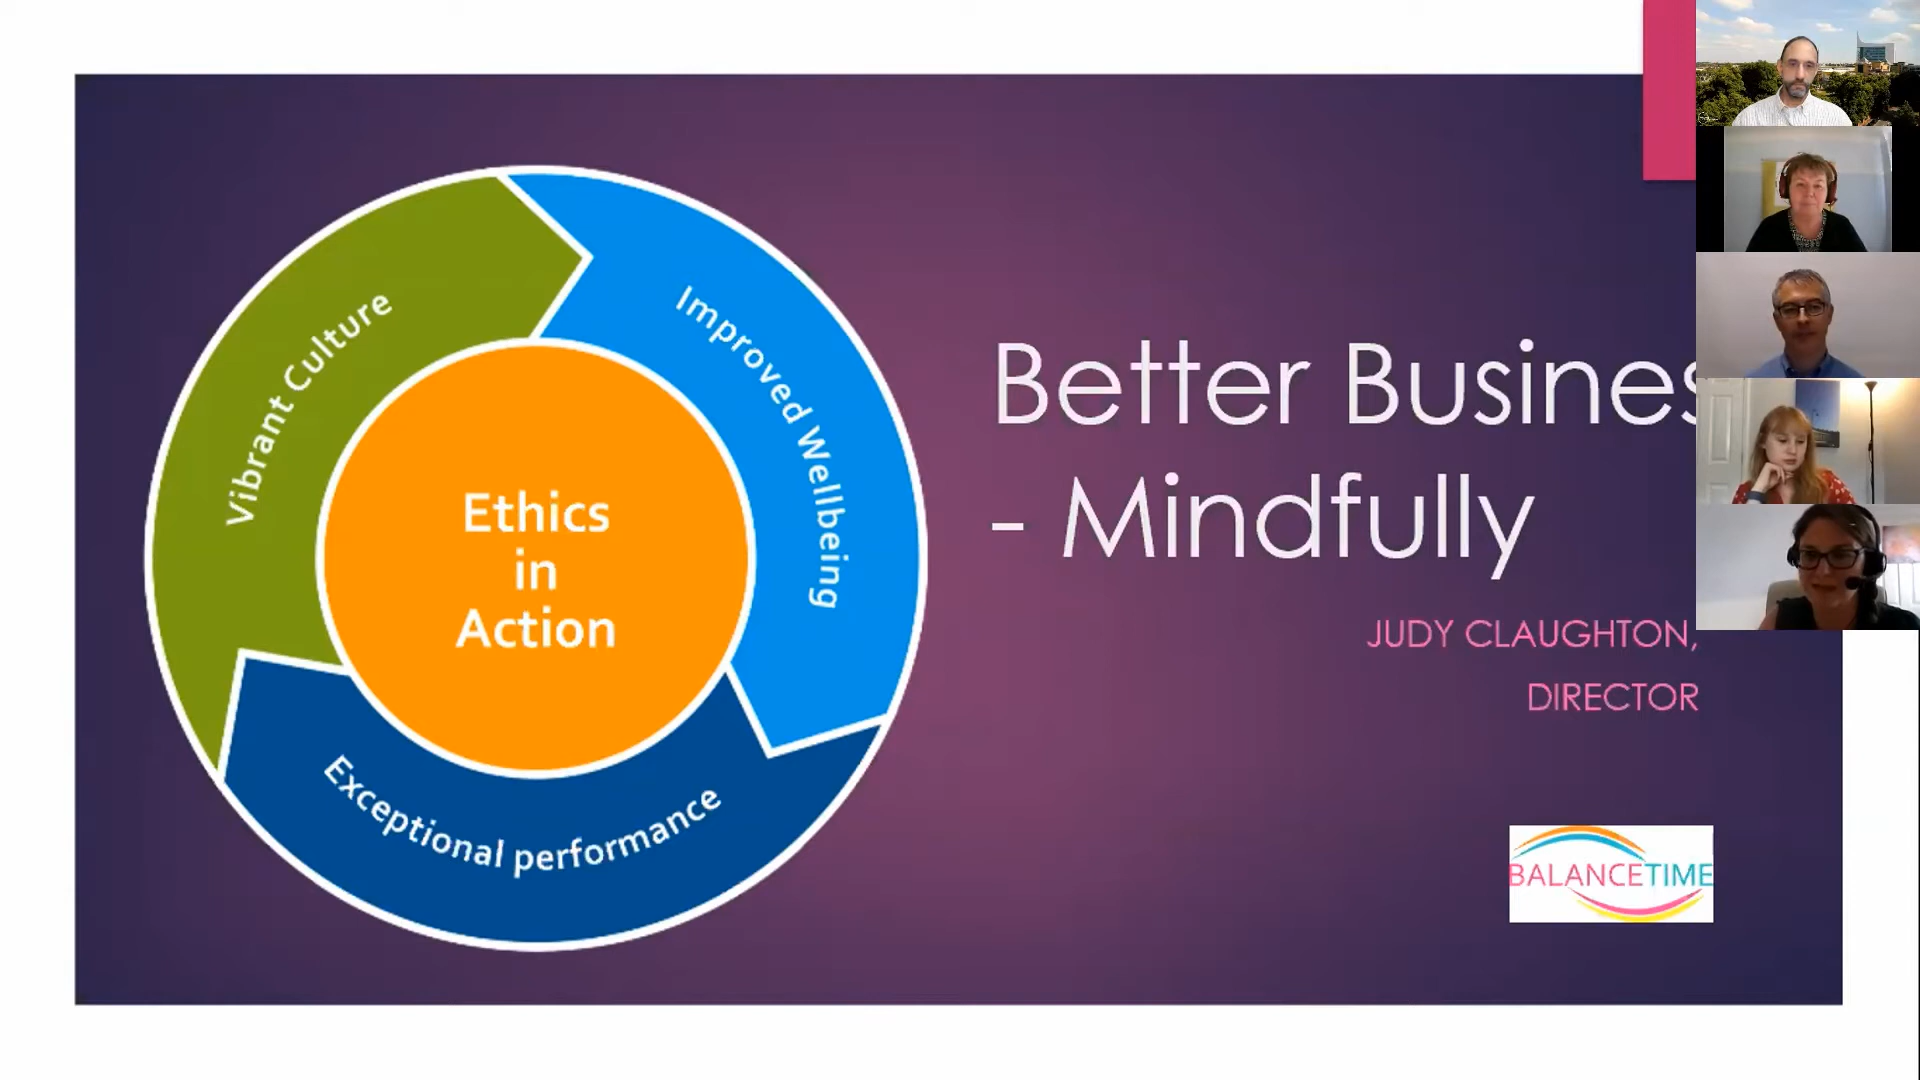 Vibrant Culture
Improved Wellbeing
Ethics
in
Action
Exceptional performance
Better Busines
- Mindfully
JUDY CLAUGHTON,
DIRECTOR
BALANCETIME